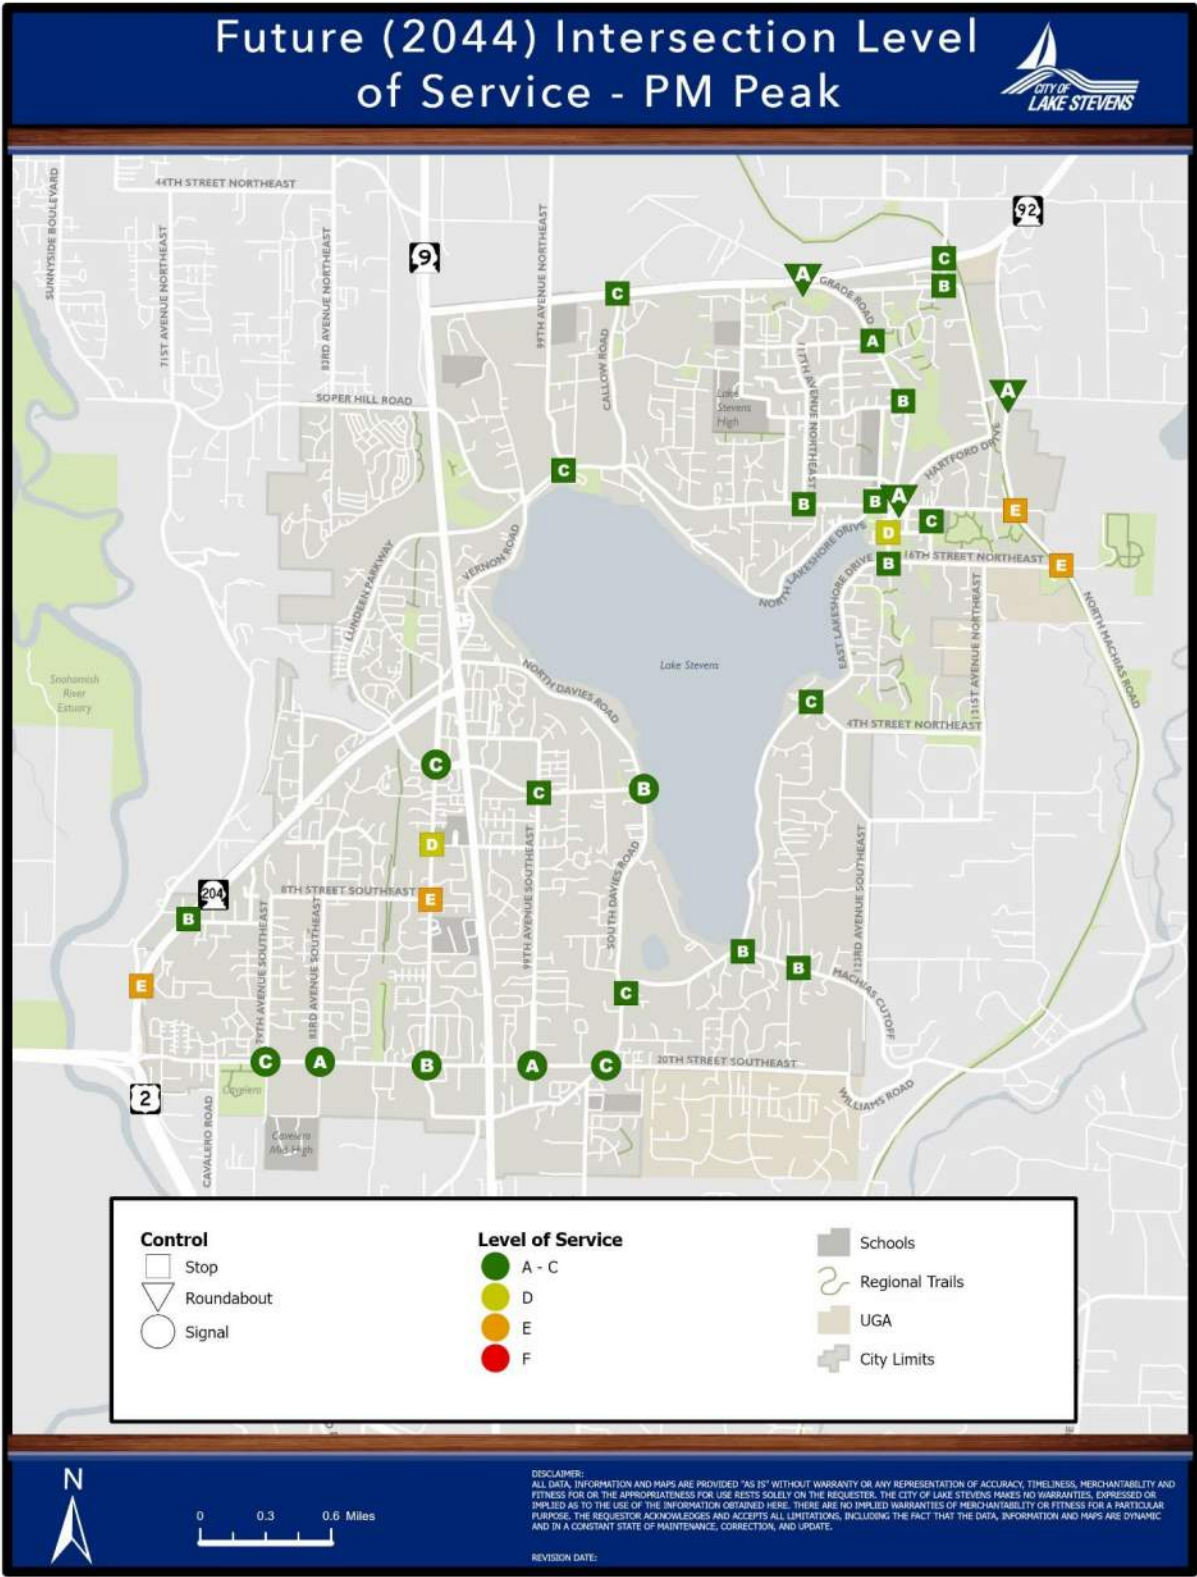 Future (2044) Intersection Level
of Service - PM Peak
CITY OF
LAKE STEVENS
44TH STREET NORTHEAST
SUNNYSIDE BOULEVARD
71ST AVENUE NORTHEAST
83RD AVENUE NORTHEAST
99TH AVENUE NORTHEAST
92
9
C
A
C
B
GRADE ROAD
CALLOW ROAD
117TH AVENUE NORTHEAST
A
SOPER HILL ROAD
Lake
Stevens
High
B
A
HARTFORD DRIVE
C
B
B
A
C
E
D
B
16TH STREET NORTHEAST
E
NORTH LAKESHORE DRIVE
EAST LAKESHORE DRIVE
VERNON ROAD
LUNDEEN PARKWAY
131ST AVENUE NORTHEAST
NORTH MACHIAS ROAD
Snohomish
River
Estuary
Lake Stevens
NORTH DAVIES ROAD
C
4TH STREET NORTHEAST
C
C
B
D
99TH AVENUE SOUTHEAST
SOUTH DAVIES ROAD
123RD AVENUE SOUTHEAST
204
8TH STREET SOUTHEAST
E
B
79TH AVENUE SOUTHEAST
83RD AVENUE SOUTHEAST
B
B
E
C
MACHIAS CUTOFF
C
A
B
A
C
20TH STREET SOUTHEAST
2
Cavelero
CAVALERO ROAD
WILLIAMS ROAD
Cavelero
Mid High
Control
Stop
Roundabout
Signal
Level of Service
A - C
D
E
F
Schools
Regional Trails
UGA
City Limits
N
0 0.3 0.6 Miles
DISCLAIMER:
ALL DATA, INFORMATION AND MAPS ARE PROVIDED "AS IS" WITHOUT WARRANTY OR ANY REPRESENTATION OF ACCURACY, TIMELINESS, MERCHANTABILITY AND
FITNESS FOR OR THE APPROPRIATENESS FOR USE RESTS SOLELY ON THE REQUESTER. THE CITY OF LAKE STEVENS MAKES NO WARRANTIES, EXPRESSED OR
IMPLIED AS TO THE USE OF THE INFORMATION OBTAINED HERE. THERE ARE NO IMPLIED WARRANTIES OF MERCHANTABILITY OR FITNESS FOR A PARTICULAR
PURPOSE. THE REQUESTOR ACKNOWLEDGES AND ACCEPTS ALL LIMITATIONS, INCLUDING THE FACT THAT THE DATA, INFORMATION AND MAPS ARE DYNAMIC
AND IN A CONSTANT STATE OF MAINTENANCE, CORRECTION, AND UPDATE.
REVISION DATE: